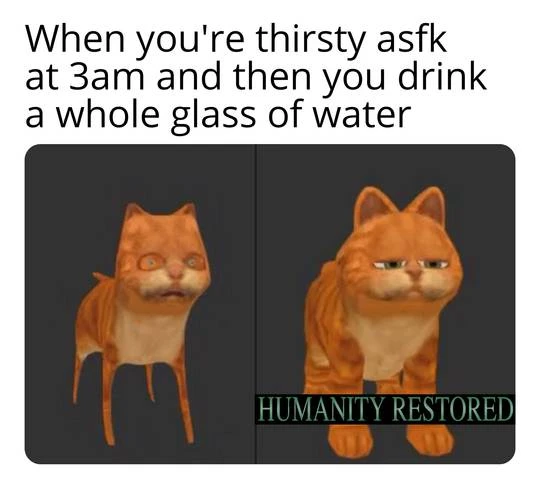 When you're thirsty asfk
at 3am and then you drink
a whole glass of water
HUMANITY RESTORED